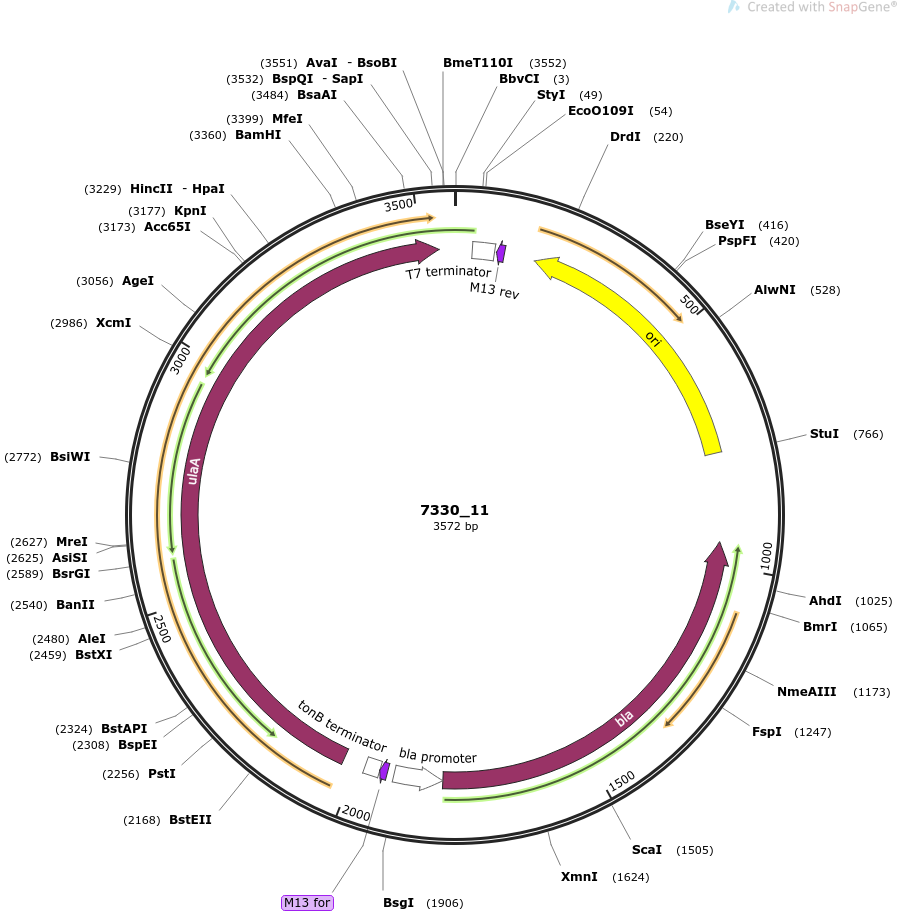 Created with SnapGene®
(3551) AvaI - BsoBI
BmeT110I (3552)
(3532) BspQI - SapI
BbvCI (3)
(3484) BsaAI
StyI (49)
EcoO109I (54)
(3399) MfeI
(3360) BamHI
DrdI (220)
(3229) HincII - HpaI
(3177) KpnI
(3173) Acc65I
BseYI (416)
PspFI (420)
(3056) AgeI
AlwNI (528)
(2986) XcmI
StuI (766)
(2772) BsiWI
(2627) MreI
(2625) AsiSI
(2589) BsrGI
(2540) BanII
AhdI (1025)
BmrI (1065)
(2480) AleI
(2459) BstXI
NmeAIII (1173)
(2324) BstAPI
FspI (1247)
(2308) BspEI
(2256) PstI
(2168) BstEII
ScaI (1505)
XmnI (1624)
M13 for
BsgI (1906)
3500
500
1000
1500
2000
2500
3000
T7 terminator
M13 rev
ori
ulaA
7330_11
3572 bp
tonB terminator
bla promoter
bla